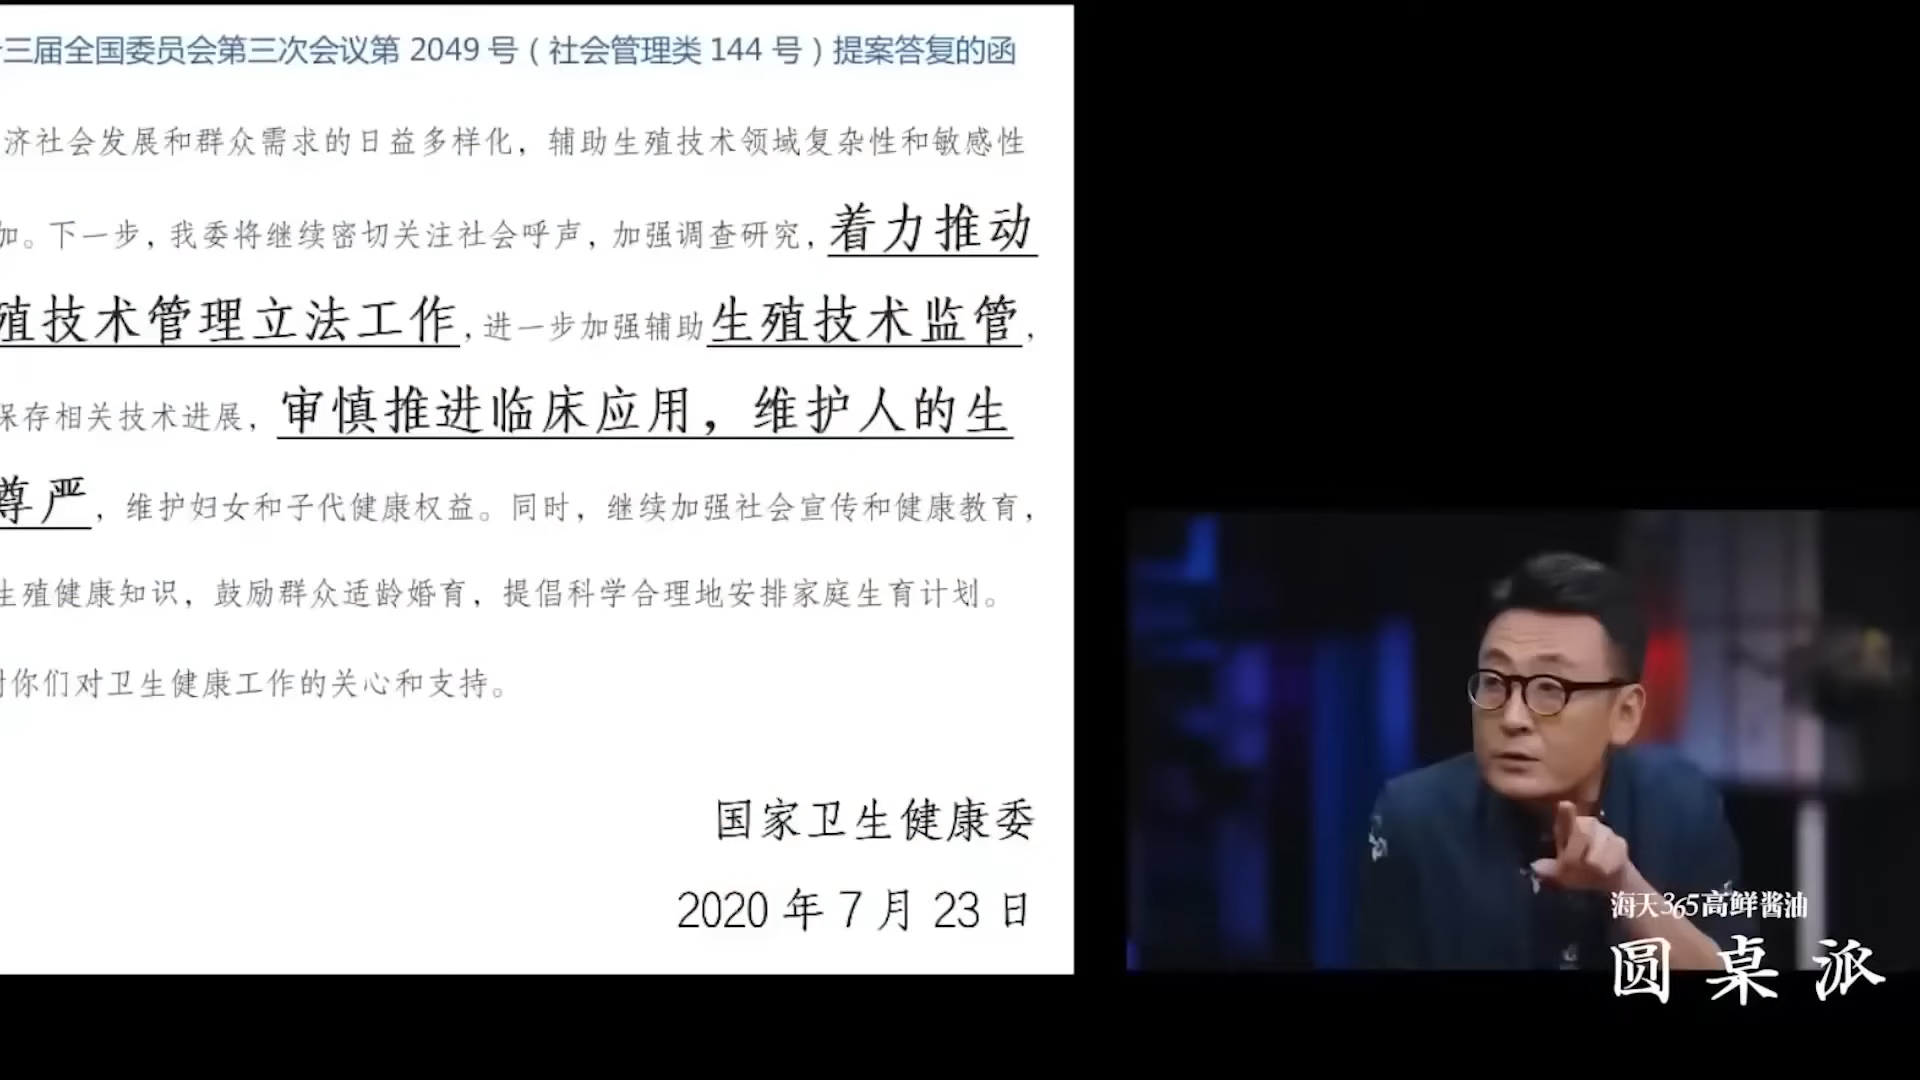 三届全国委员会第三次会议第 2049 号（社会管理类 144 号）提案答复的函
济社会发展和群众需求的日益多样化，辅助生殖技术领域复杂性和敏感性
加。下一步，我委将继续密切关注社会呼声，加强调查研究，着力推动
殖技术管理立法工作，进一步加强辅助生殖技术监管，
保存相关技术进展，审慎推进临床应用，维护人的生
尊严，维护妇女和子代健康权益。同时，继续加强社会宣传和健康教育，
生殖健康知识，鼓励群众适龄婚育，提倡科学合理地安排家庭生育计划。
你们对卫生健康工作的关心和支持。
国家卫生健康委
2020 年 7 月 23 日
海天365高鲜酱油
圆桌派